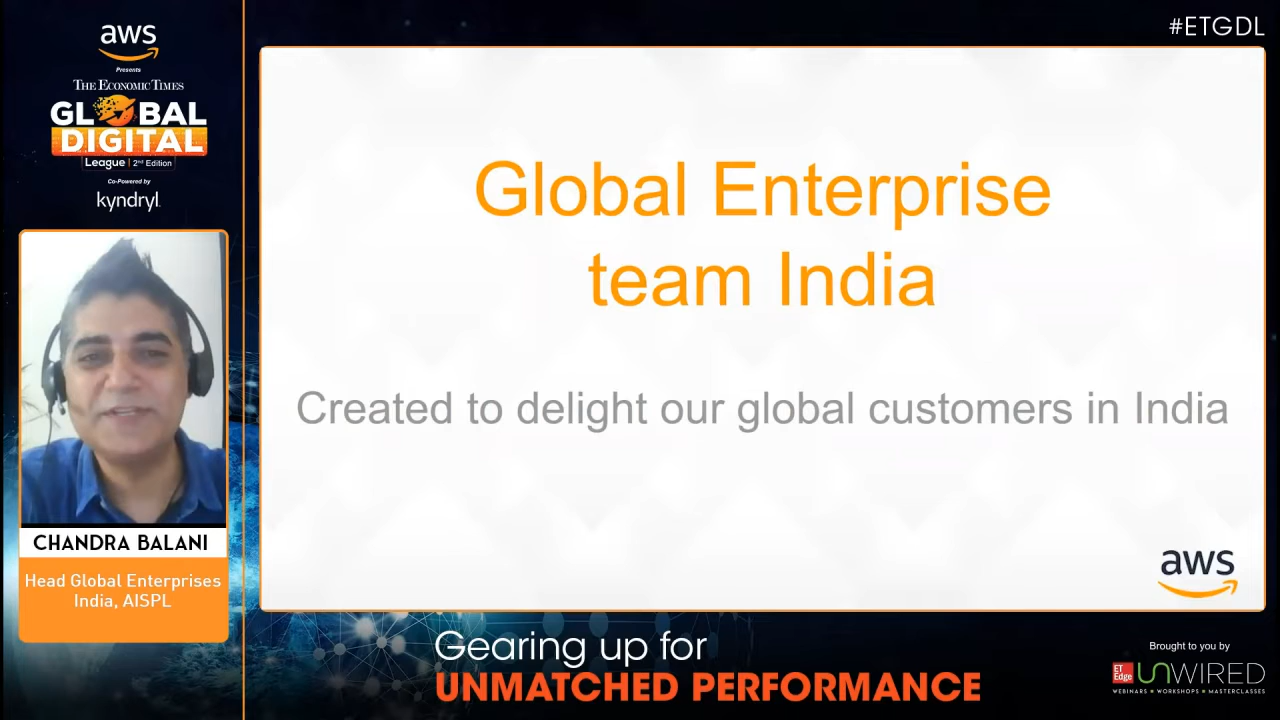 aws
Presents
THE ECONOMIC TIMES
GLOBAL
DIGITAL
League | 2nd Edition
Co-Powered by
kyndryl
CHANDRA BALANI
Head Global Enterprises
India, AISPL
#ETGDL
Global Enterprise
team India
Created to delight our global customers in India
aws
Gearing up for
UNMATCHED PERFORMANCE
Brought to you by
ET
Edge
UNWIRED
WEBINARS • WORKSHOPS • MASTERCLASSES